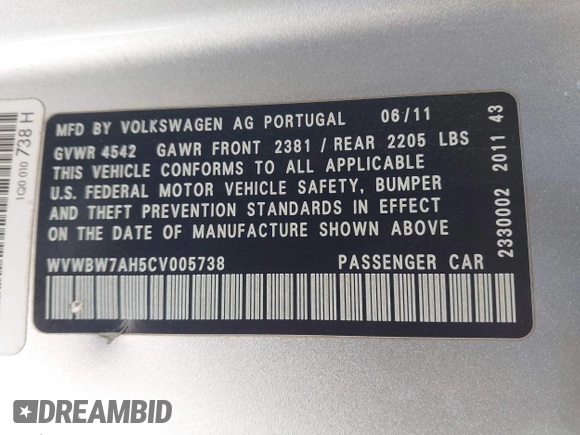 MFD BY VOLKSWAGEN AG PORTUGAL 06/11
GVWR 4542 GAWR FRONT 2381 / REAR 2205 LBS
THIS VEHICLE CONFORMS TO ALL APPLICABLE
U.S. FEDERAL MOTOR VEHICLE SAFETY, BUMPER
AND THEFT PREVENTION STANDARDS IN EFFECT
ON THE DATE OF MANUFACTURE SHOWN ABOVE
WVWBW7AH5CV005738 PASSENGER CAR
2330002 2011 43
1Q0 010 738 H
DREAMBID